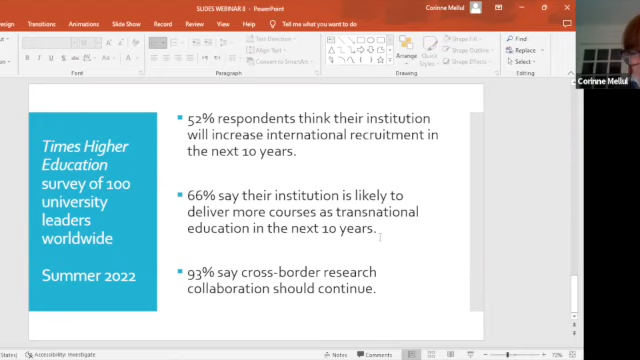 SLIDES WEBINAR 8 - PowerPoint
Corinne Mellul
Transitions Animations Slide Show Review View Help Tell me what you want to do
Text Direction
Align Text
Convert to SmartArt
Arrange
Quick
Styles
Shape Fill
Shape Outline
Shape Effects
Find
Replace
Select
Font Paragraph Drawing Editing
Corinne Mellul
Times Higher
Education
survey of 100
university
leaders
worldwide
Summer 2022
52% respondents think their institution
will increase international recruitment in
the next 10 years.
66% say their institution is likely to
deliver more courses as transnational
education in the next 10 years.
93% say cross-border research
collaboration should continue.
States) Accessibility: Investigate Notes Comments 72%